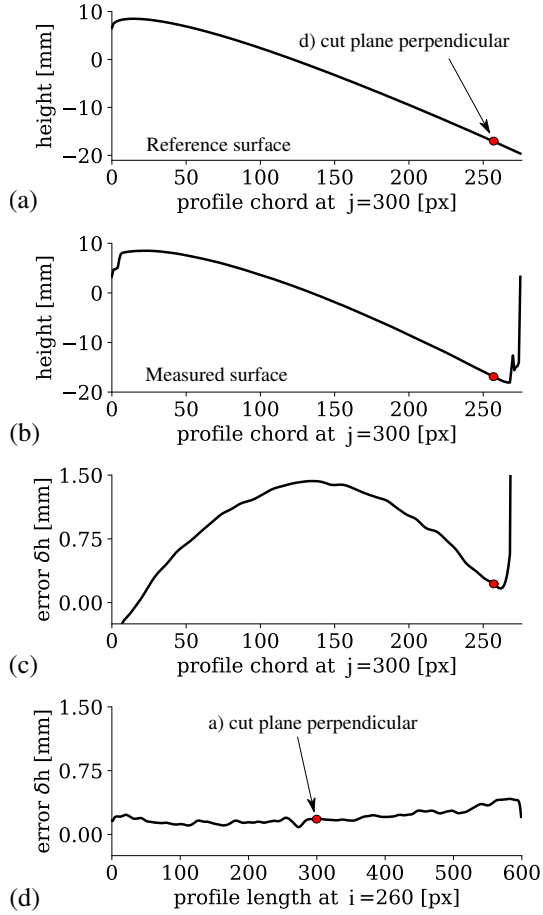 10
0
−10
−20
height [mm]
d) cut plane perpendicular
Reference surface
0 50 100 150 200 250
(a)
profile chord at j=300 [px]
10
0
−10
−20
height [mm]
Measured surface
0 50 100 150 200 250
(b)
profile chord at j=300 [px]
1.50
0.75
0.00
error δh [mm]
0 50 100 150 200 250
(c)
profile chord at j=300 [px]
1.50
0.75
0.00
error δh [mm]
a) cut plane perpendicular
0 100 200 300 400 500 600
(d)
profile length at i=260 [px]